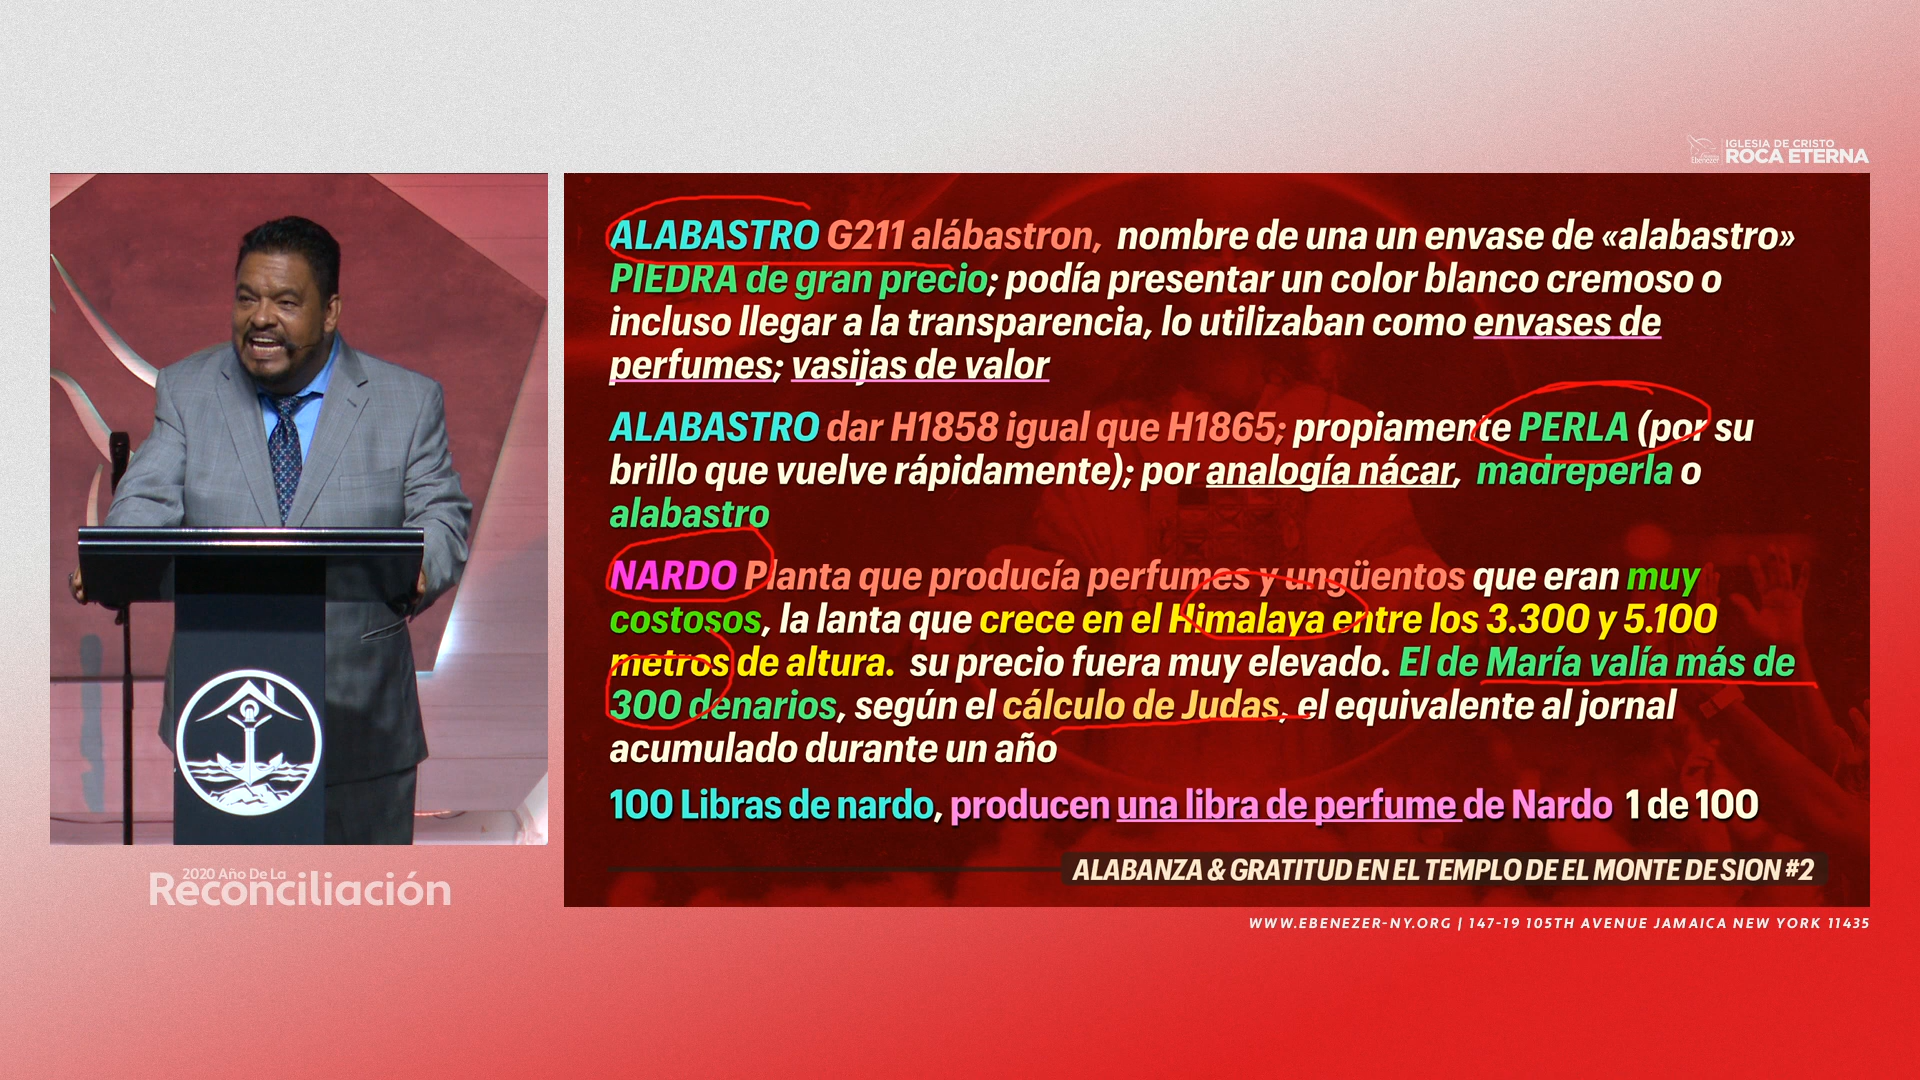 IGLESIA DE CRISTO
ROCA ETERNA
ALABASTRO G211 alábastron, nombre de una un envase de «alabastro»
PIEDRA de gran precio; podía presentar un color blanco cremoso o
incluso llegar a la transparencia, lo utilizaban como envases de
perfumes; vasijas de valor
ALABASTRO dar H1858 igual que H1865; propiamente PERLA (por su
brillo que vuelve rápidamente); por analogía nácar, madreperla o
alabastro
NARDO Planta que producía perfumes y ungüentos que eran muy
costosos, la lanta que crece en el Himalaya entre los 3.300 y 5.100
metros de altura. su precio fuera muy elevado. El de María valía más de
300 denarios, según el cálculo de Judas, el equivalente al jornal
acumulado durante un año
100 Libras de nardo, producen una libra de perfume de Nardo 1 de 100
ALABANZA & GRATITUD EN EL TEMPLO DE EL MONTE DE SION #2
2020 Año De La
Reconciliación
WWW.EBENEZER-NY.ORG | 147-19 105TH AVENUE JAMAICA NEW YORK 11435